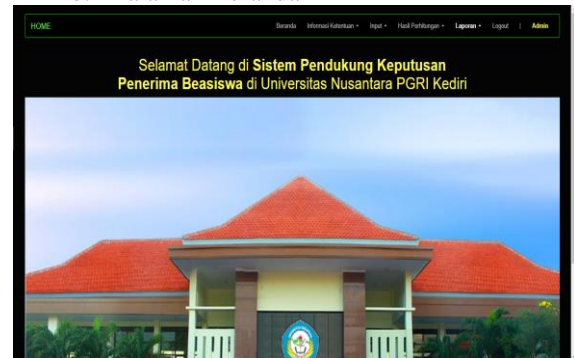 HOME
Beranda Informasi Ketentuan Input Hasil Perhitungan Laporan Logout | Admin
Selamat Datang di Sistem Pendukung Keputusan
Penerima Beasiswa di Universitas Nusantara PGRI Kediri